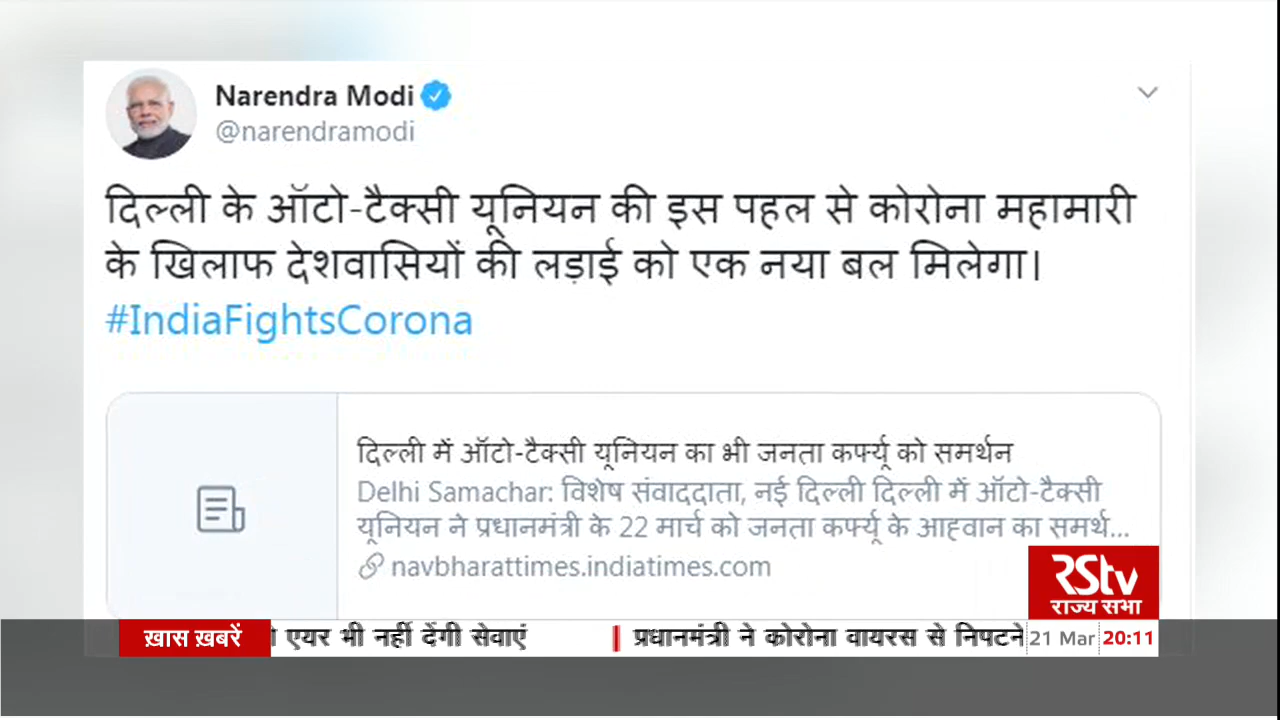 Narendra Modi
@narendramodi
दिल्ली के ऑटो-टैक्सी यूनियन की इस पहल से कोरोना महामारी
के खिलाफ देशवासियों की लड़ाई को एक नया बल मिलेगा।
#IndiaFightsCorona
दिल्ली में ऑटो-टैक्सी यूनियन का भी जनता कर्फ्यू को समर्थन
Delhi Samachar: विशेष संवाददाता, नई दिल्ली दिल्ली में ऑटो-टैक्सी
यूनियन ने प्रधानमंत्री के 22 मार्च को जनता कर्फ्यू के आह्वान का समर्थ...
navbharattimes.indiatimes.com
RStv
राज्य सभा
ख़ास ख़बरें एयर भी नहीं देंगी सेवाएं | प्रधानमंत्री ने कोरोना वायरस से निपटने 21 Mar 20:11